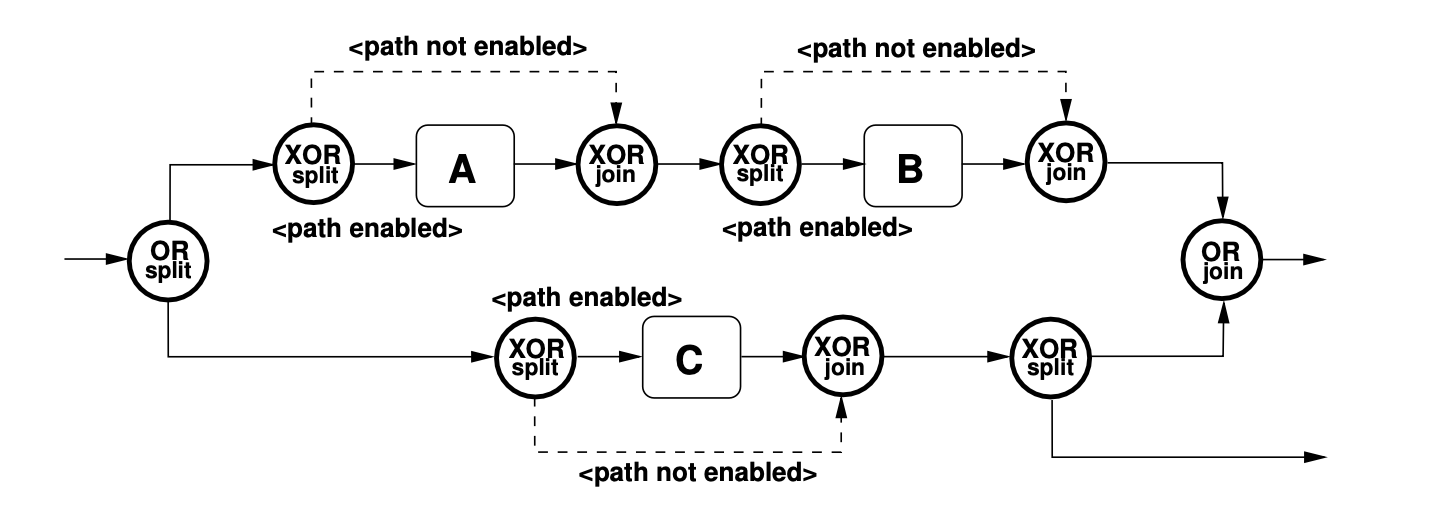 <path not enabled>
<path not enabled>
XOR
split
A
XOR
join
XOR
split
B
XOR
join
<path enabled>
<path enabled>
OR
split
OR
join
<path enabled>
XOR
split
C
XOR
join
XOR
split
<path not enabled>